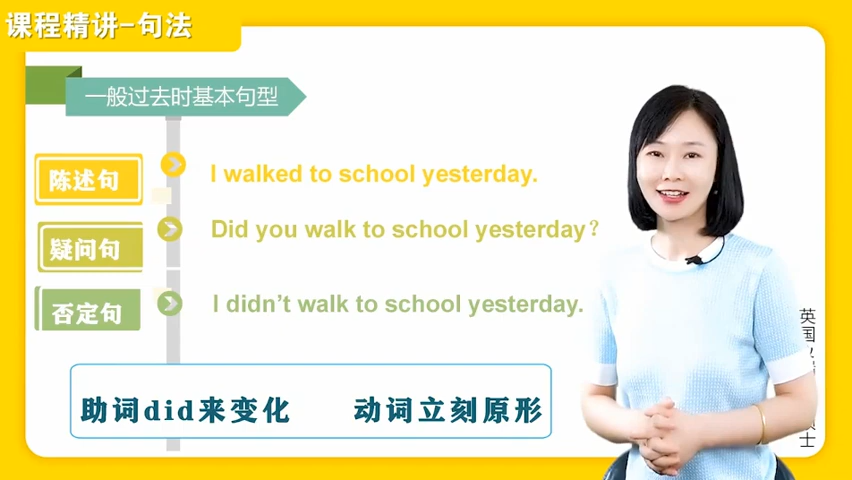 课程精讲-句法
一般过去时基本句型
陈述句
I walked to school yesterday.
疑问句
Did you walk to school yesterday？
否定句
I didn’t walk to school yesterday.
助词did来变化 动词立刻原形
英国
士